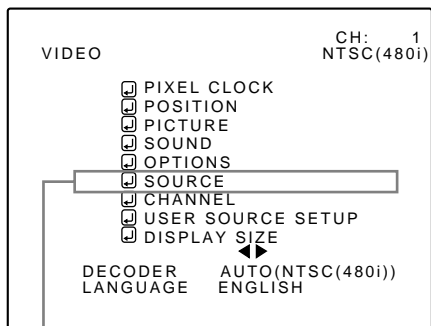 CH: 1
VIDEO NTSC(480i)
PIXEL CLOCK
POSITION
PICTURE
SOUND
OPTIONS
SOURCE
CHANNEL
USER SOURCE SETUP
DISPLAY SIZE
DECODER AUTO(NTSC(480i))
LANGUAGE ENGLISH